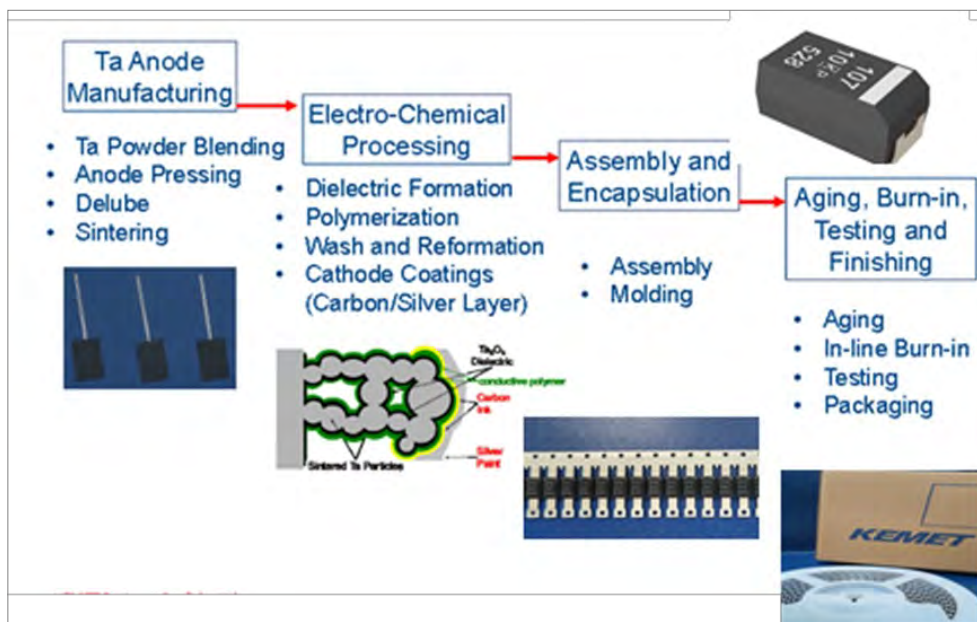 Ta Anode
Manufacturing
• Ta Powder Blending
• Anode Pressing
• Delube
• Sintering
Electro-Chemical
Processing
• Dielectric Formation
• Polymerization
• Wash and Reformation
• Cathode Coatings
(Carbon/Silver Layer)
Ta₂O₅
Dielectric
conductive polymer
Carbon
Ink
Silver
Paint
Sintered Ta Particles
Assembly and
Encapsulation
• Assembly
• Molding
107
10KP
528
Aging, Burn-in,
Testing and
Finishing
• Aging
• In-line Burn-in
• Testing
• Packaging
KEMET